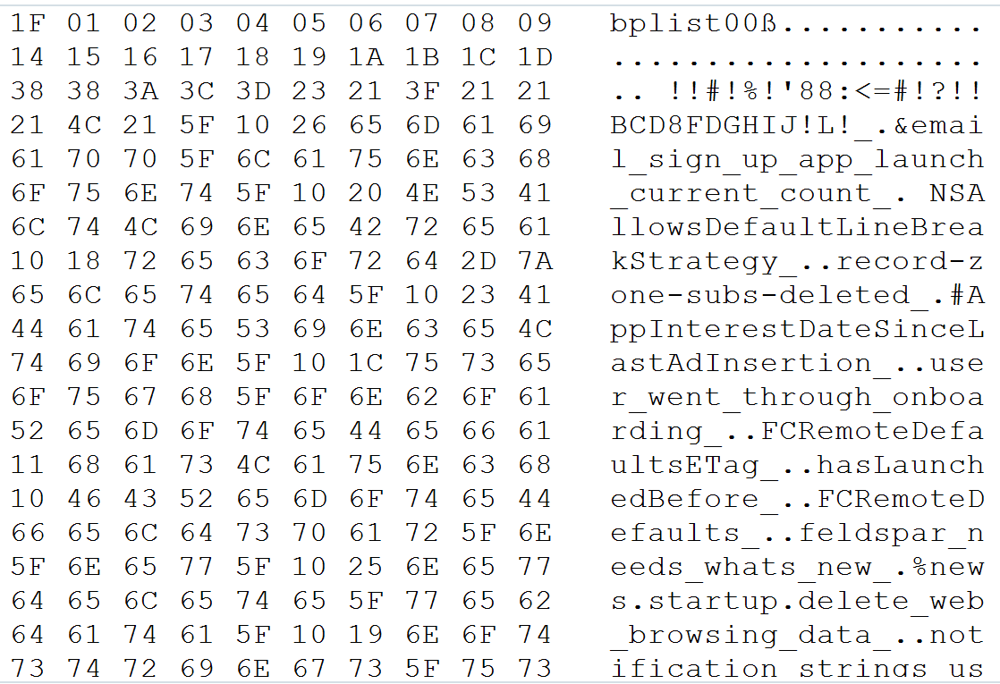 1F 01 02 03 04 05 06 07 08 09 bplist00ß...........
14 15 16 17 18 19 1A 1B 1C 1D ....................
38 38 3A 3C 3D 23 21 3F 21 21 .. !!#!%!'88:<=#!?!!
21 4C 21 5F 10 26 65 6D 61 69 BCD8FDGHIJ!L!_.&emai
61 70 70 5F 6C 61 75 6E 63 68 l_sign_up_app_launch
6F 75 6E 74 5F 10 20 4E 53 41 _current_count_. NSA
6C 74 4C 69 6E 65 42 72 65 61 llowsDefaultLineBrea
10 18 72 65 63 6F 72 64 2D 7A kStrategy_..record-z
65 6C 65 74 65 64 5F 10 23 41 one-subs-deleted_.#A
44 61 74 65 53 69 6E 63 65 4C ppInterestDateSinceL
74 69 6F 6E 5F 10 1C 75 73 65 astAdInsertion_..use
6F 75 67 68 5F 6F 6E 62 6F 61 r_went_through_onboa
52 65 6D 6F 74 65 44 65 66 61 rding_..FCRemoteDefa
11 68 61 73 4C 61 75 6E 63 68 ultsETag_..hasLaunch
10 46 43 52 65 6D 6F 74 65 44 edBefore_..FCRemoteD
66 65 6C 64 73 70 61 72 5F 6E efaults_..feldspar_n
5F 6E 65 77 5F 10 25 6E 65 77 eeds_whats_new_.%new
64 65 6C 65 74 65 5F 77 65 62 s.startup.delete_web
64 61 74 61 5F 10 19 6E 6F 74 _browsing_data_..not
73 74 72 69 6E 67 73 5F 75 73 ification_strings_us